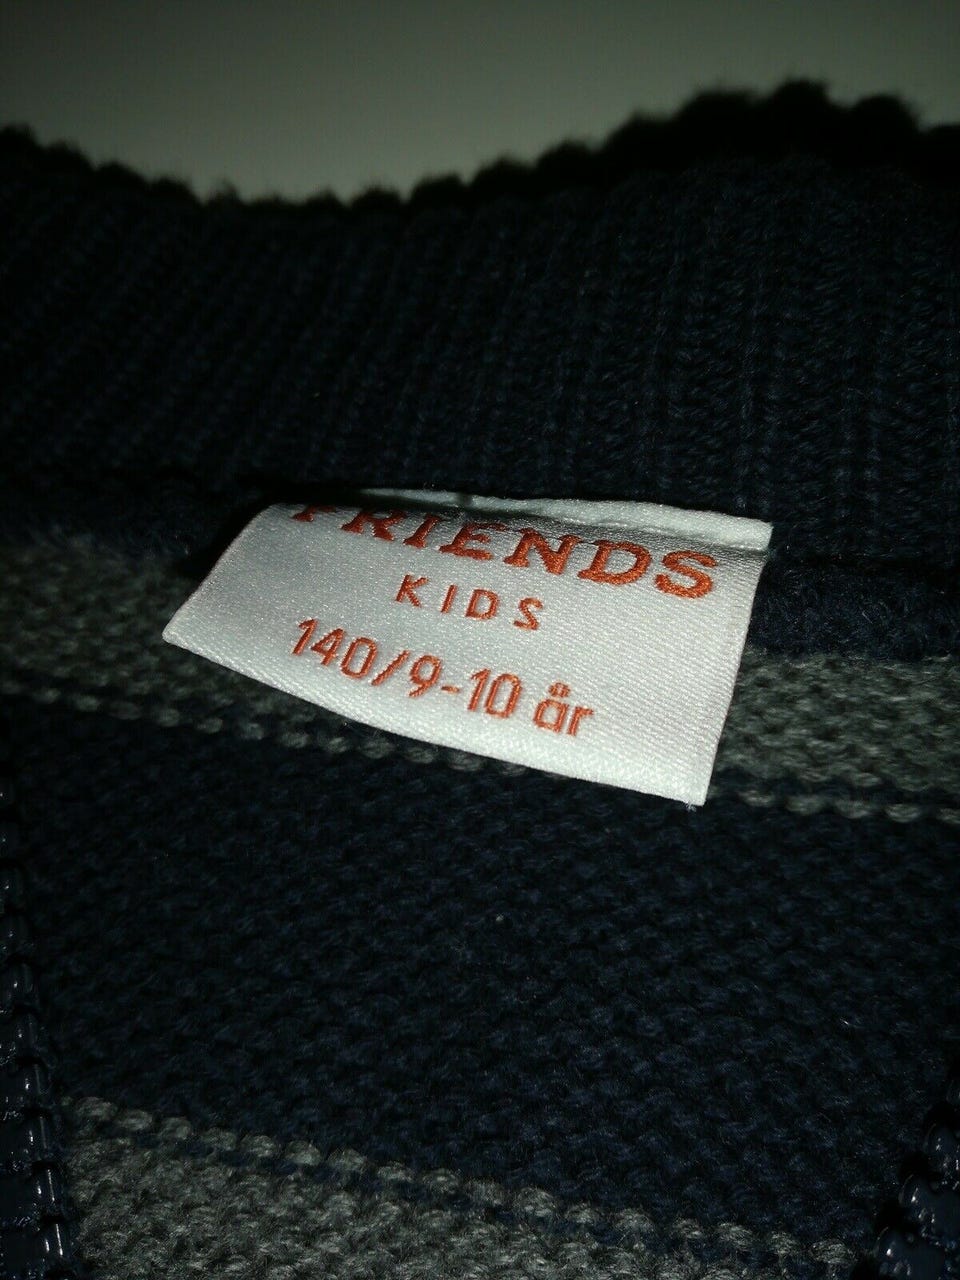 FRIENDS
KIDS
140/9-10 år